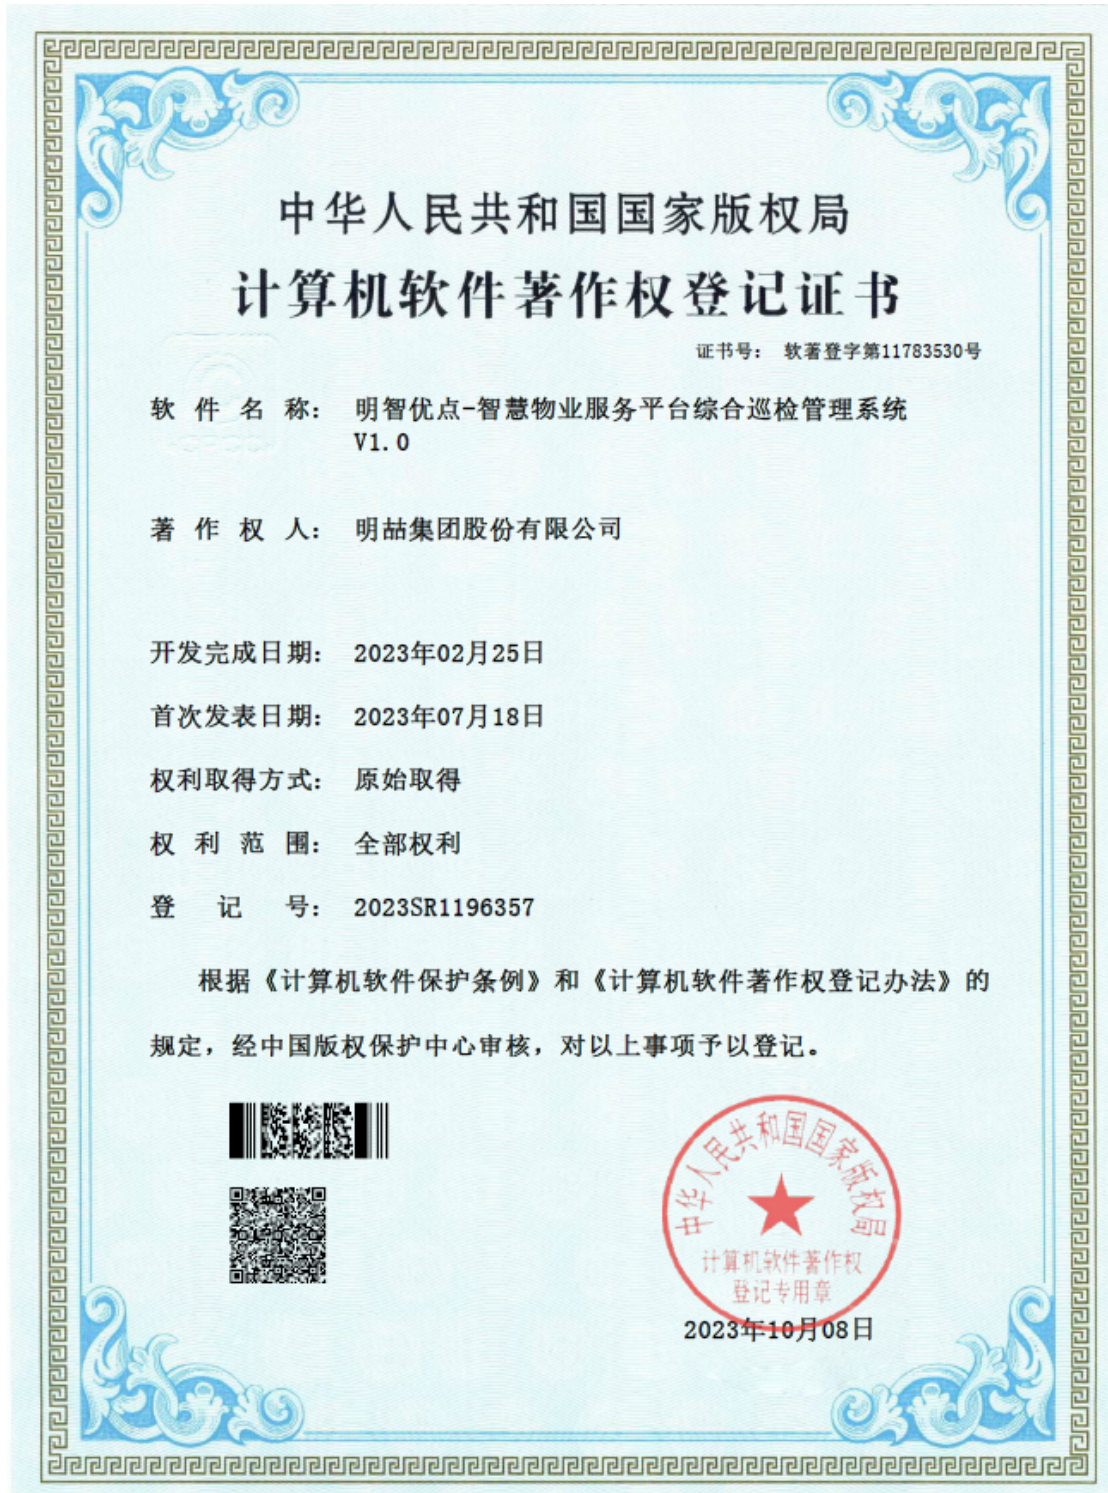 中华人民共和国国家版权局
计算机软件著作权登记证书
证书号： 软著登字第11783530号
软件名称： 明智优点-智慧物业服务平台综合巡检管理系统
V1.0
著作权人： 明喆集团股份有限公司
开发完成日期： 2023年02月25日
首次发表日期： 2023年07月18日
权利取得方式： 原始取得
权利范围： 全部权利
登记号： 2023SR1196357
根据《计算机软件保护条例》和《计算机软件著作权登记办法》的
规定，经中国版权保护中心审核，对以上事项予以登记。
中华人民共和国国家版权局
计算机软件著作权
登记专用章
2023年10月08日